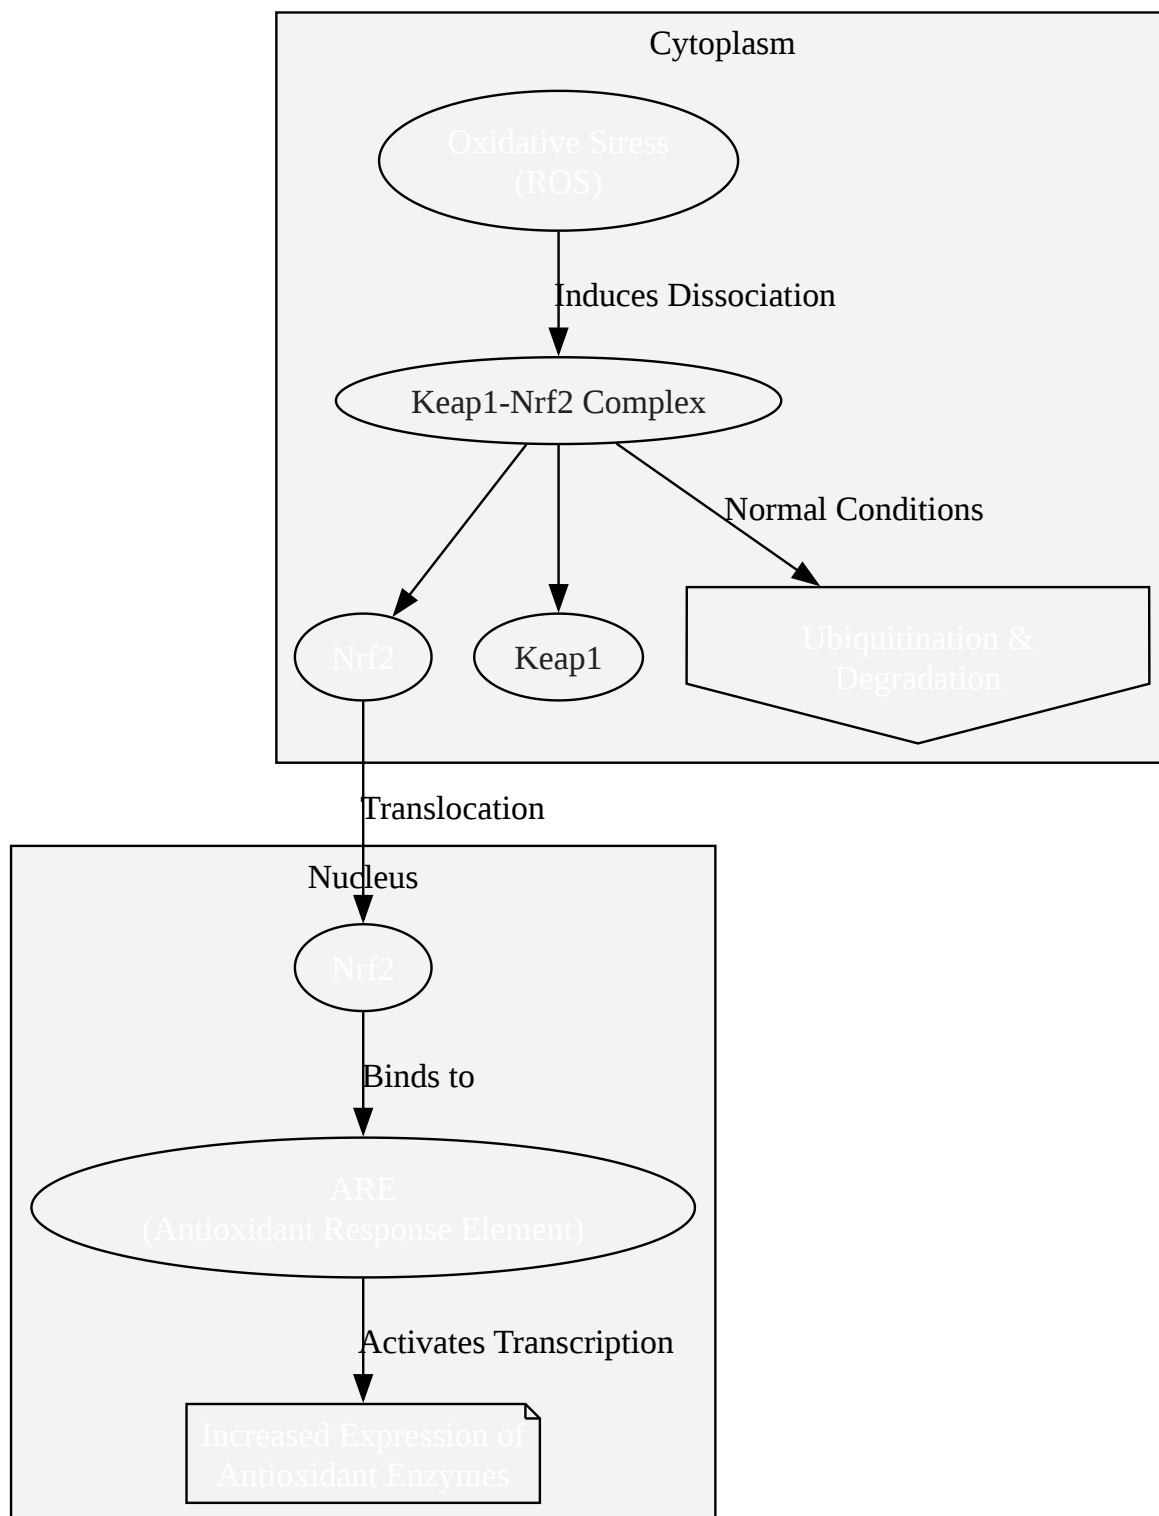 Cytoplasm
Oxidative Stress
(ROS)
Induces Dissociation
Keap1-Nrf2 Complex
Normal Conditions
Nrf2
Keap1
Ubiquitination &
Degradation
Translocation
Nucleus
Nrf2
Binds to
ARE
(Antioxidant Response Element)
Activates Transcription
Increased Expression of
Antioxidant Enzymes